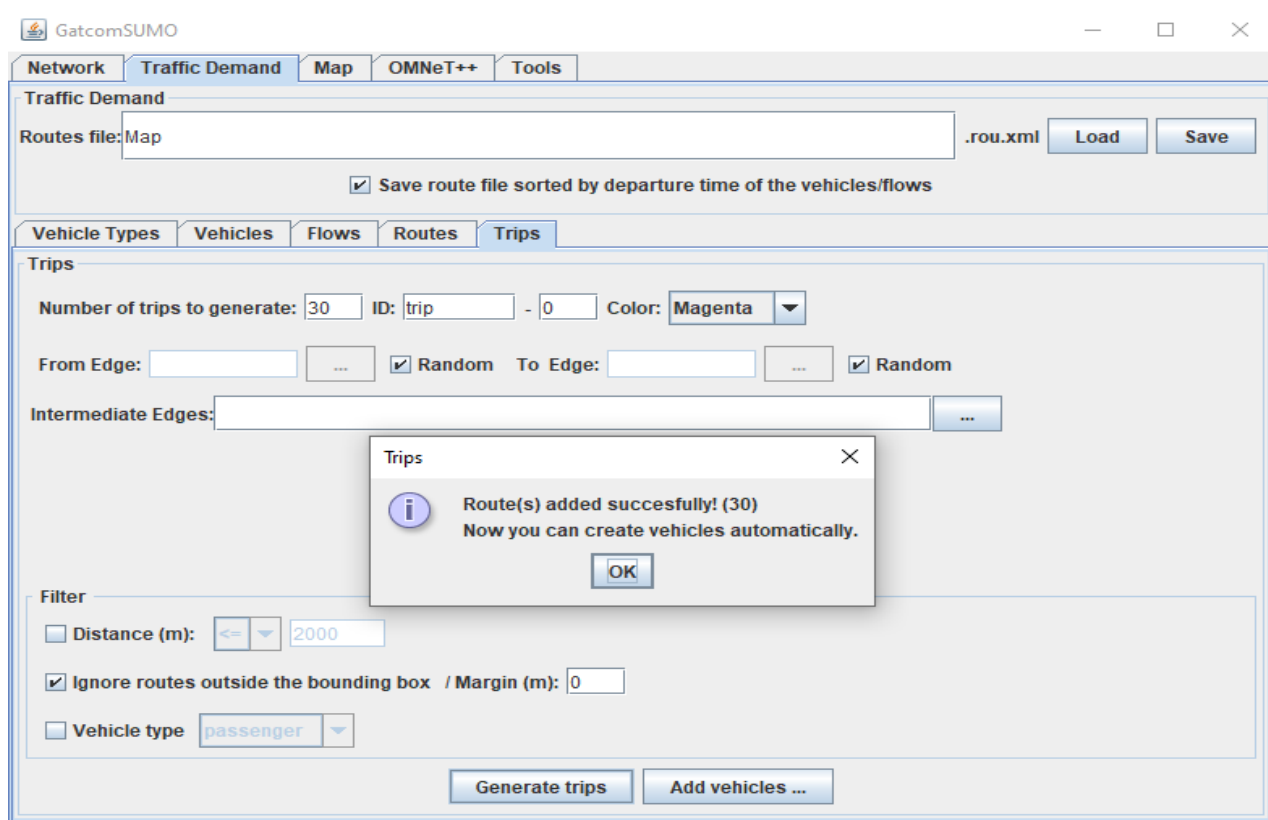 GatcomSUMO
Network Traffic Demand Map OMNeT++ Tools
Traffic Demand
Routes file: Map .rou.xml Load Save
Save route file sorted by departure time of the vehicles/flows
Vehicle Types Vehicles Flows Routes Trips
Trips
Number of trips to generate: 30 ID: trip - 0 Color: Magenta
From Edge: ... Random To Edge: ... Random
Intermediate Edges: ...
Trips
Route(s) added succesfully! (30)
Now you can create vehicles automatically.
OK
Filter
Distance (m): <= 2000
Ignore routes outside the bounding box / Margin (m): 0
Vehicle type passenger
Generate trips Add vehicles ...